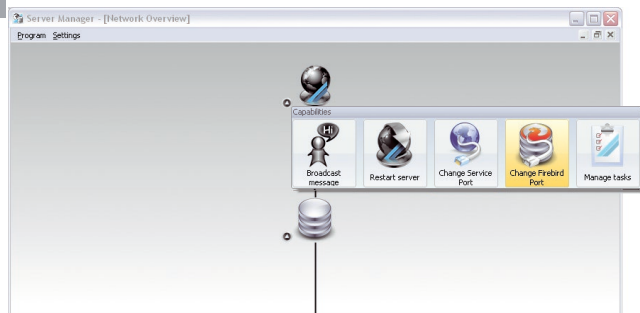 Server Manager - [Network Overview]
Program Settings
Capabilities
Hi
Broadcast
message
Restart server
Change Service
Port
Change Firebird
Port
Manage tasks